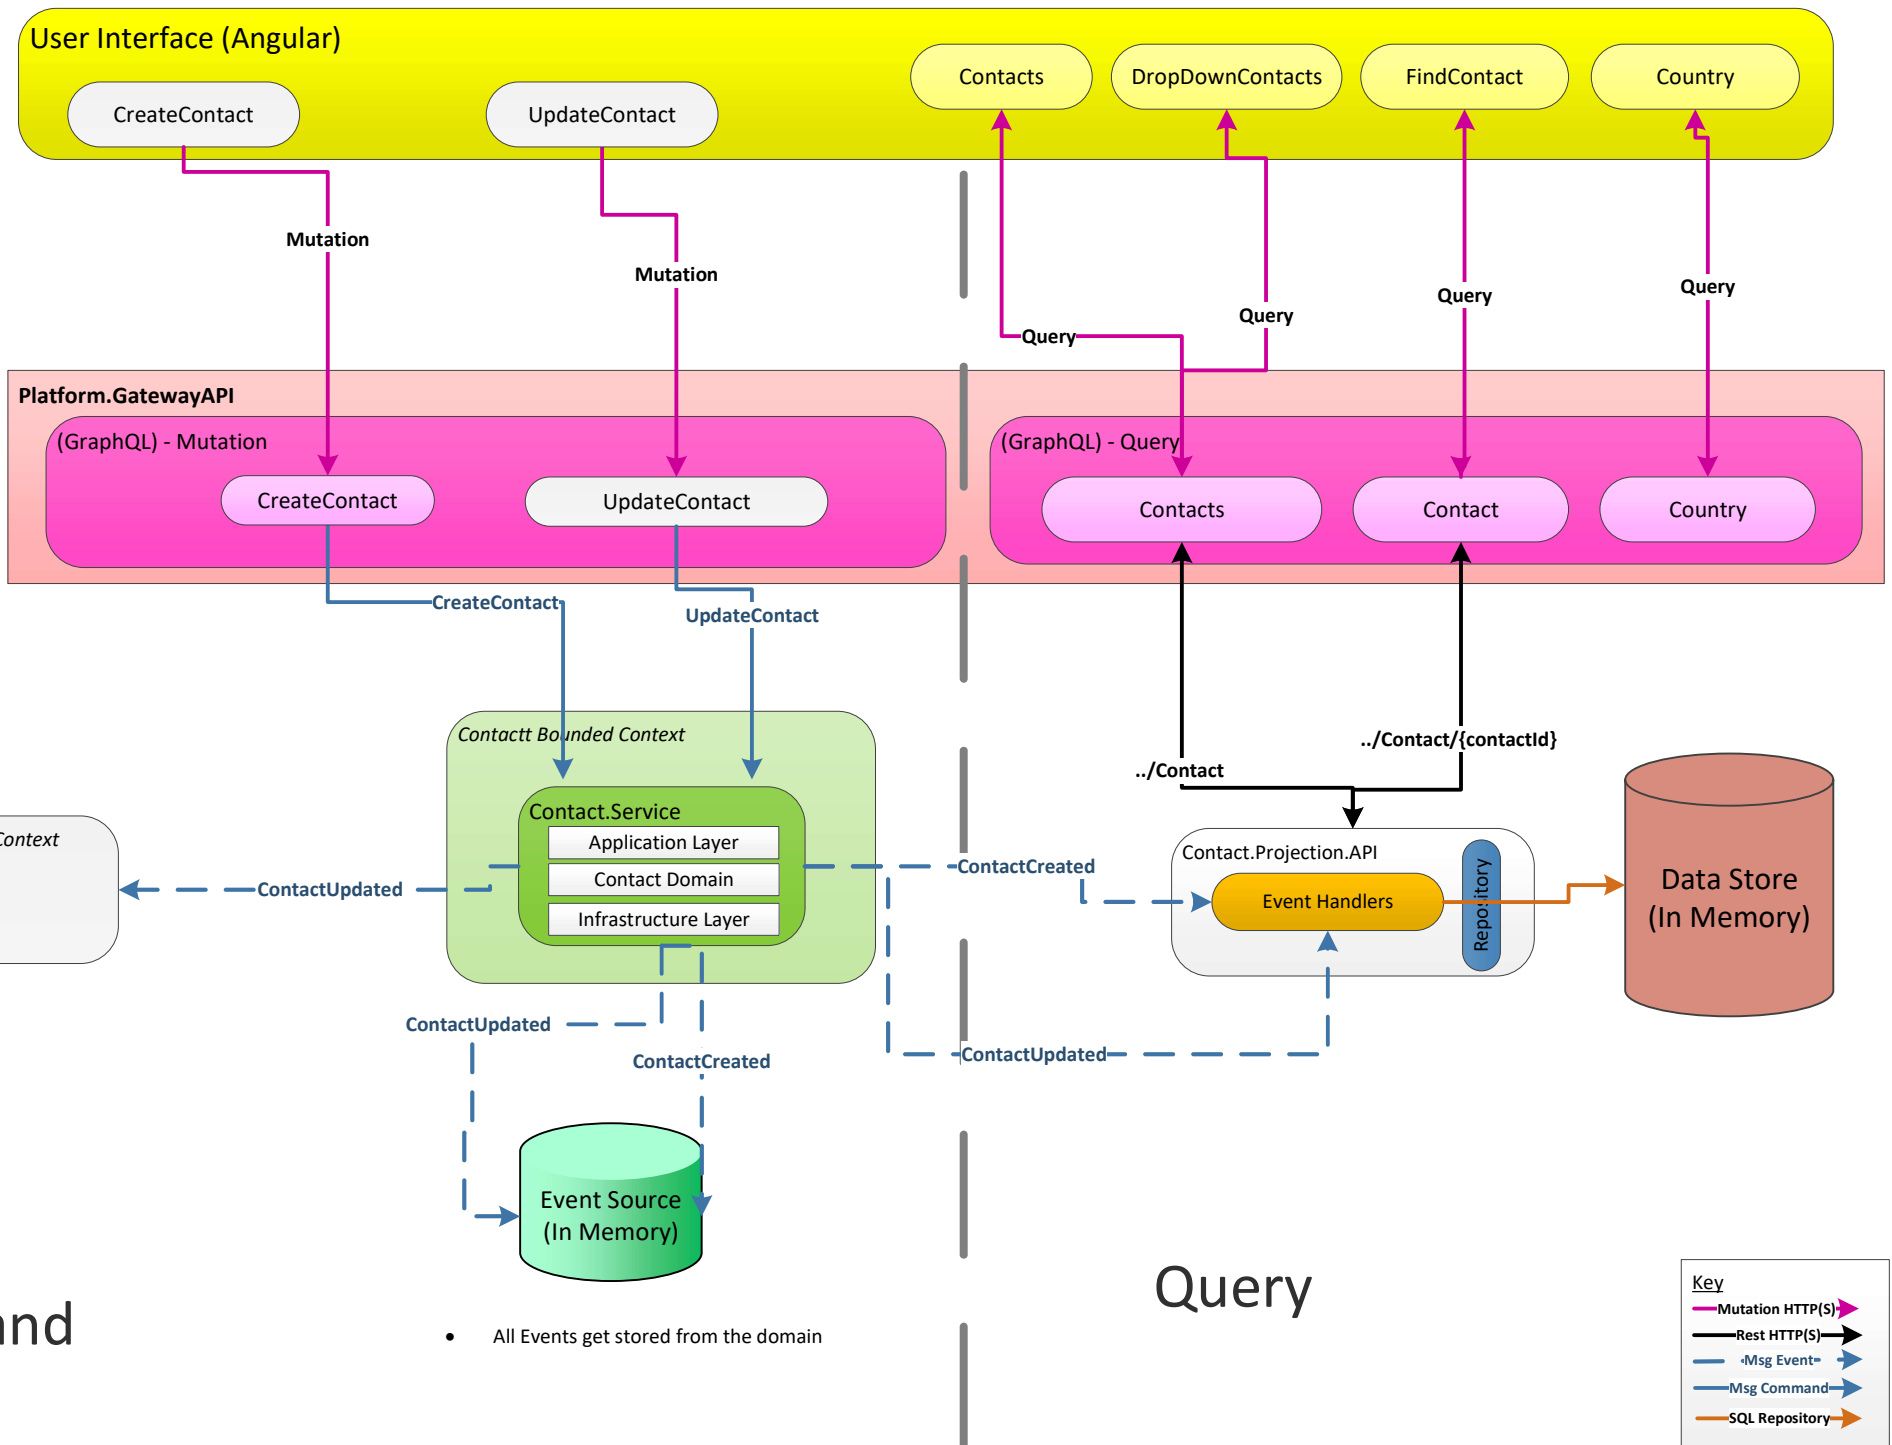 User Interface (Angular)
Contacts
DropDownContacts
FindContact
Country
CreateContact
UpdateContact
Mutation
Mutation
Query
Query
Query
Query
Platform.GatewayAPI
(GraphQL) - Mutation
(GraphQL) - Query
CreateContact
UpdateContact
Contacts
Contact
Country
CreateContact
UpdateContact
Contactt Bounded Context
../Contact/{contactId}
../Contact
Contact.Service
Application Layer
Contact Domain
Infrastructure Layer
Context
ContactUpdated
ContactCreated
Contact.Projection.API
Event Handlers
Repository
Data Store
(In Memory)
ContactUpdated
ContactCreated
ContactUpdated
Event Source
(In Memory)
Query
and
• All Events get stored from the domain
Key
Mutation HTTP(S)
Rest HTTP(S)
Msg Event
Msg Command
SQL Repository